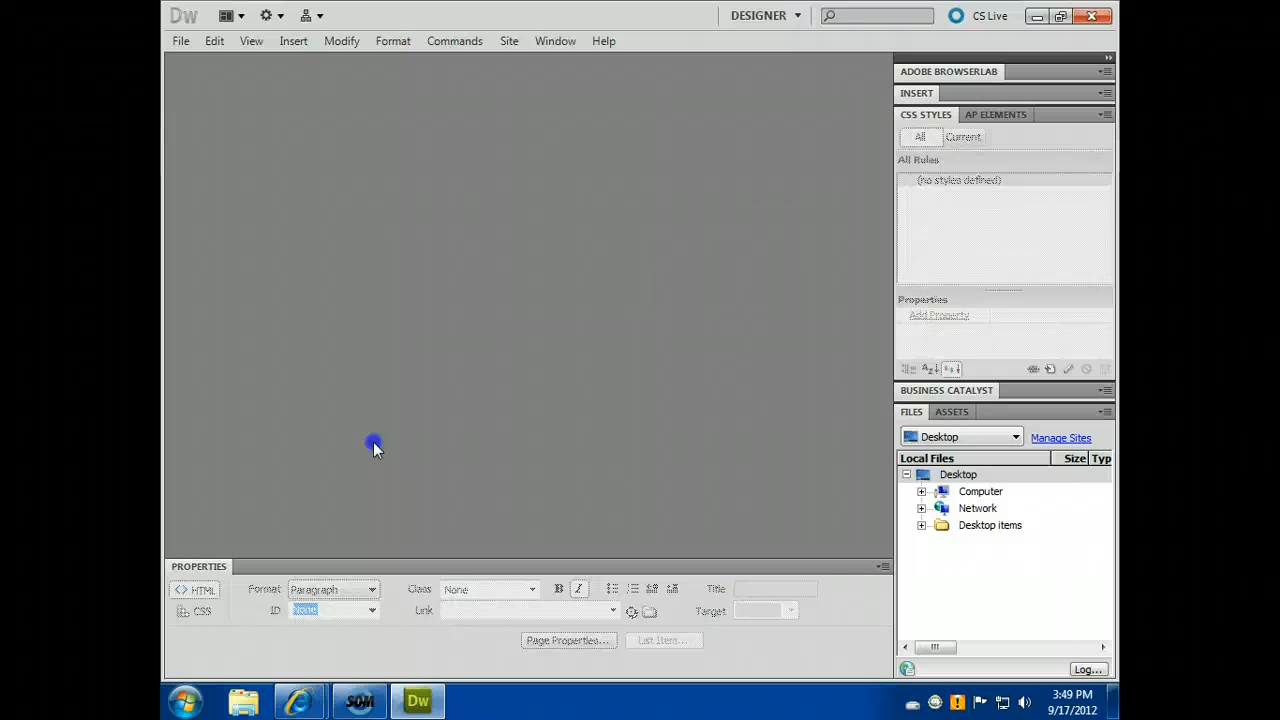 Dw
DESIGNER
CS Live
File Edit View Insert Modify Format Commands Site Window Help
ADOBE BROWSERLAB
INSERT
CSS STYLES AP ELEMENTS
All Current
All Rules
(no styles defined)
Properties
Add Property
BUSINESS CATALYST
FILES ASSETS
Desktop Manage Sites
Local Files Size Typ
Desktop
Computer
Network
Desktop items
Log...
PROPERTIES
<> HTML Format Paragraph Class None B I Title
CSS ID None Link Target
Page Properties... List Item...
SOM Dw
3:49 PM
9/17/2012